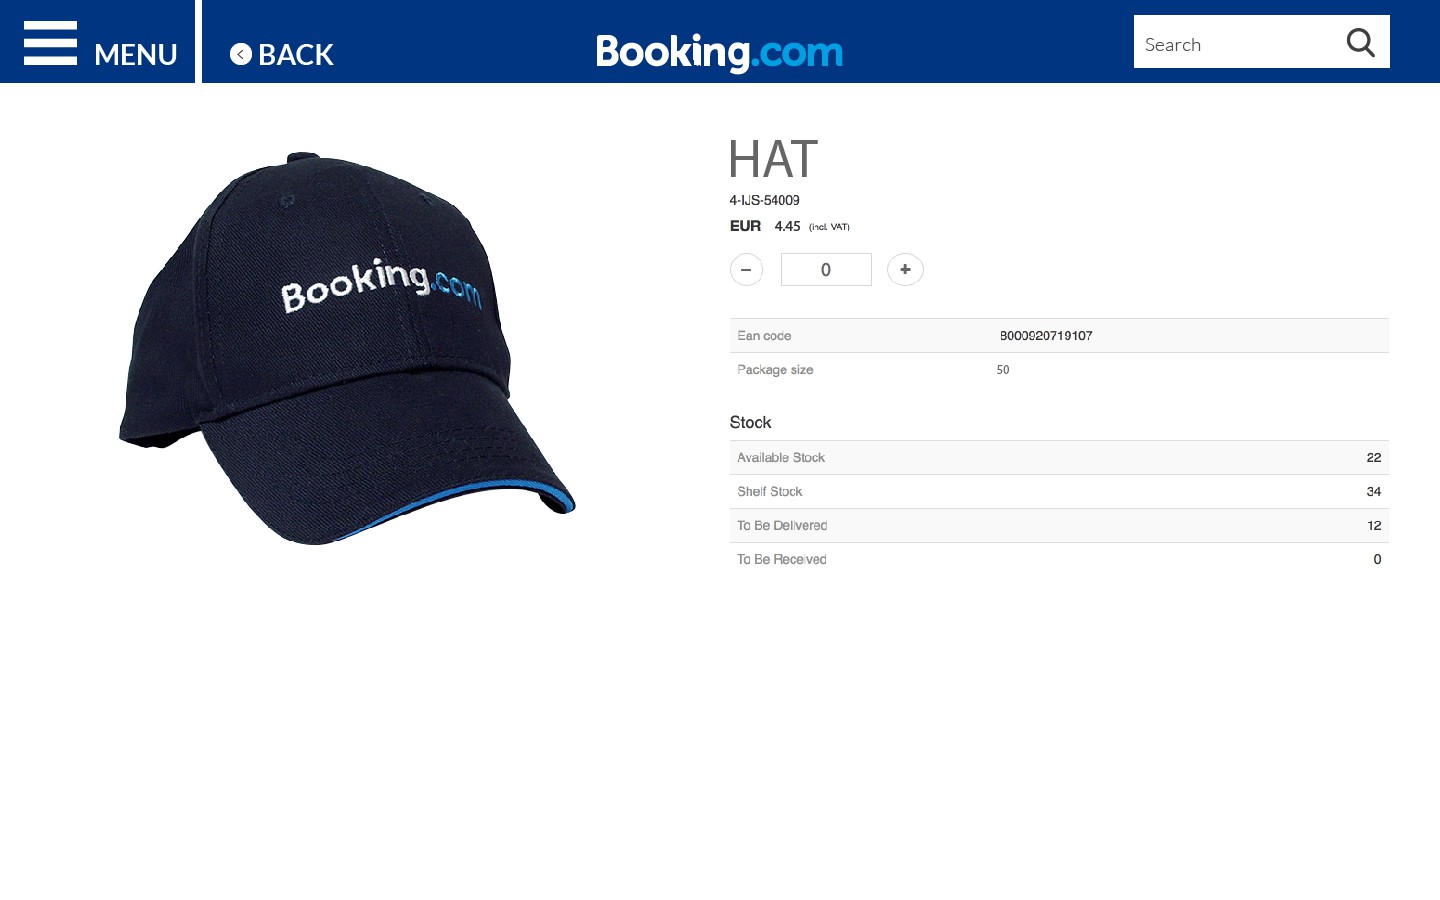 MENU
BACK
Booking.com
Search
Booking.com
HAT
4-IJS-54009
EUR 4.45 (incl. VAT)
− 0 +
Ean code 8000920719107
Package size 50
Stock
Available Stock 22
Shelf Stock 34
To Be Delivered 12
To Be Received 0